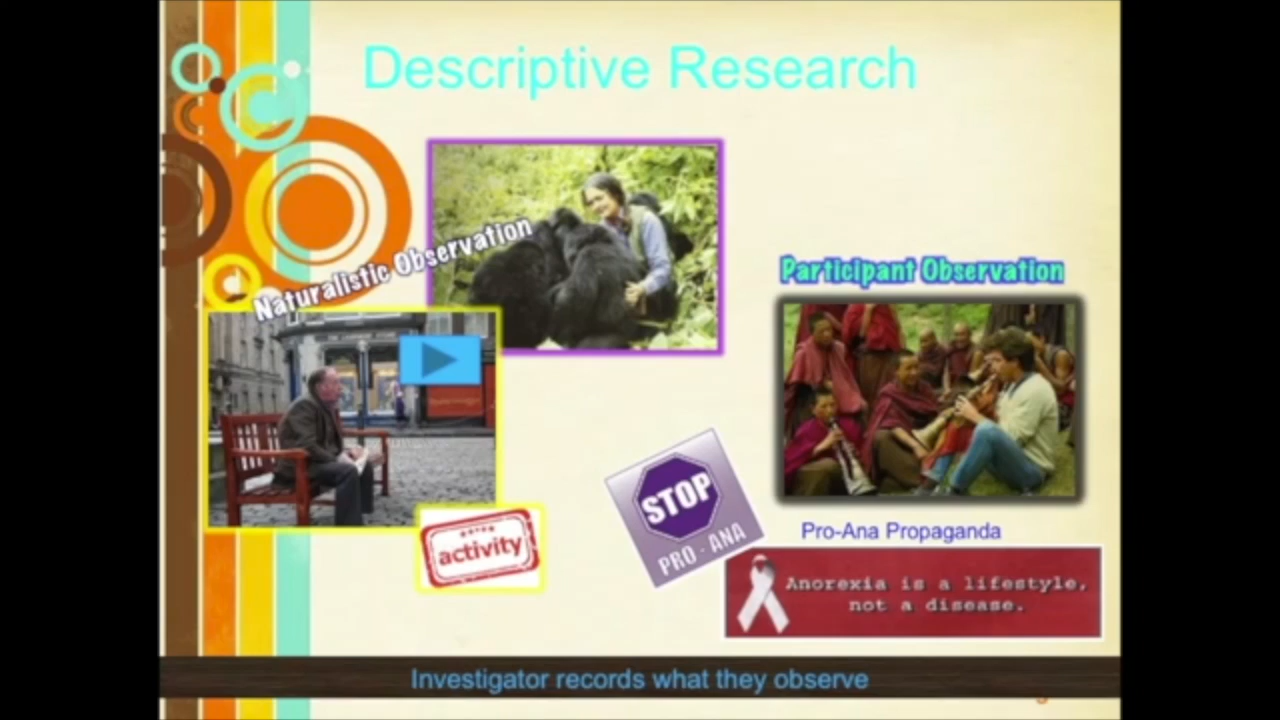 Descriptive Research
Naturalistic Observation
Participant Observation
activity
STOP
PRO - ANA
Pro-Ana Propaganda
Anorexia is a lifestyle,
not a disease.
Investigator records what they observe